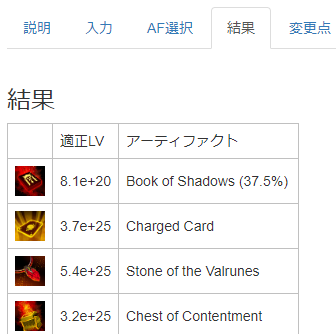 説明 入力 AF選択 結果 変更点
結果
適正LV アーティファクト
8.1e+20 Book of Shadows (37.5%)
3.7e+25 Charged Card
5.4e+25 Stone of the Valrunes
3.2e+25 Chest of Contentment